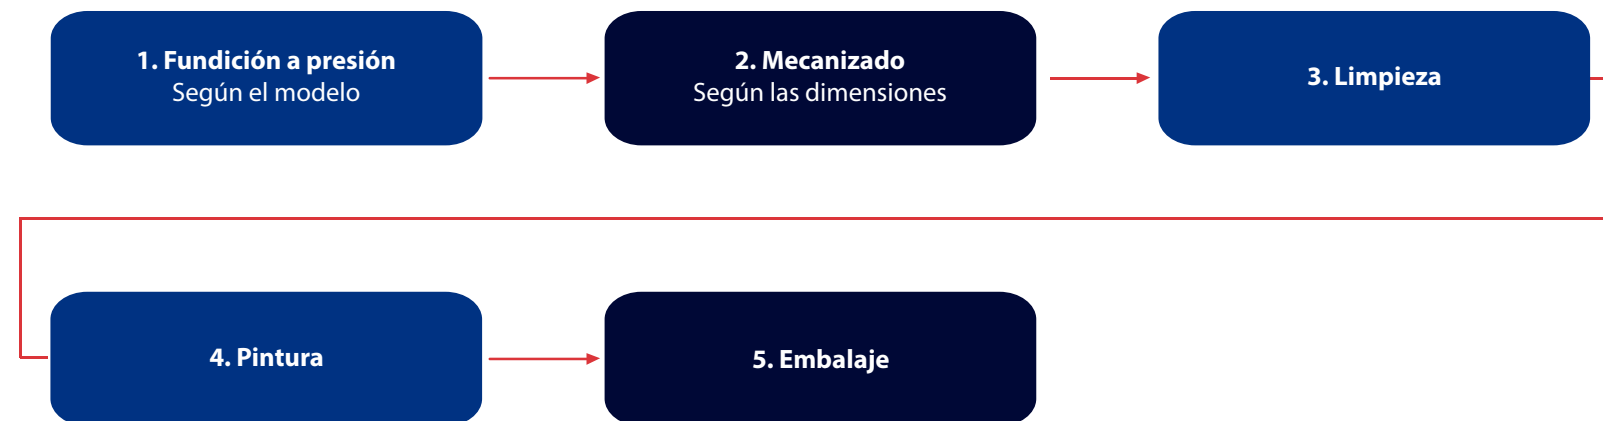 1. Fundición a presión
Según el modelo
2. Mecanizado
Según las dimensiones
3. Limpieza
4. Pintura
5. Embalaje